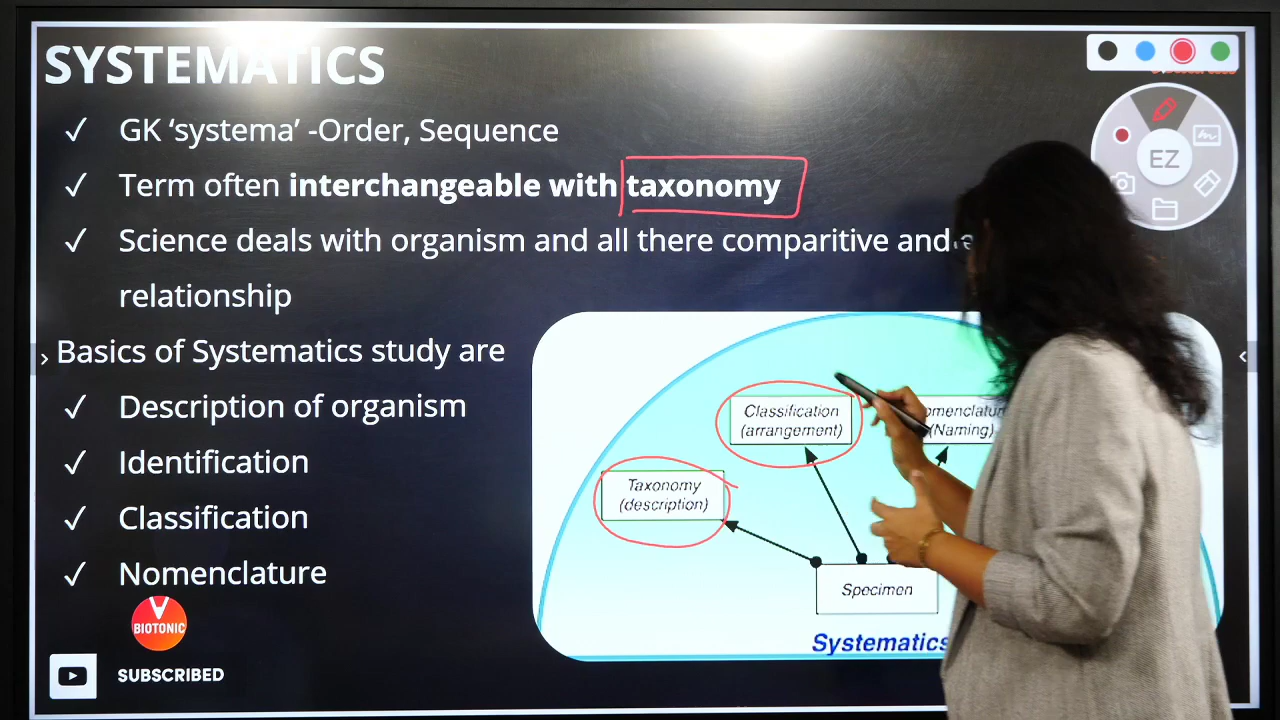 SYSTEMATICS
✓ GK ‘systema’ -Order, Sequence
✓ Term often interchangeable with taxonomy
✓ Science deals with organism and all there comparitive and
relationship
› Basics of Systematics study are
✓ Description of organism
✓ Identification
✓ Classification
✓ Nomenclature
BIOTONIC
SUBSCRIBED
EZ
Classification
(arrangement)
(Naming)
Taxonomy
(description)
Specimen
Systematics